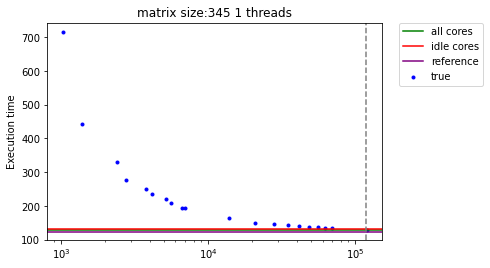 matrix size:345 1 threads
700
600
500
400
300
200
100
Execution time
10³
10⁴
10⁵
all cores
idle cores
reference
true